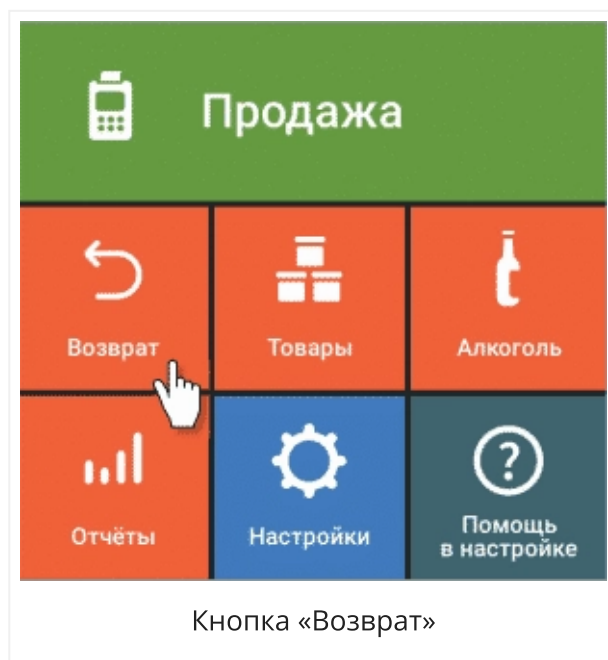 Продажа
Возврат
Товары
Алкоголь
Отчёты
Настройки
Помощь
в настройке
Кнопка «Возврат»